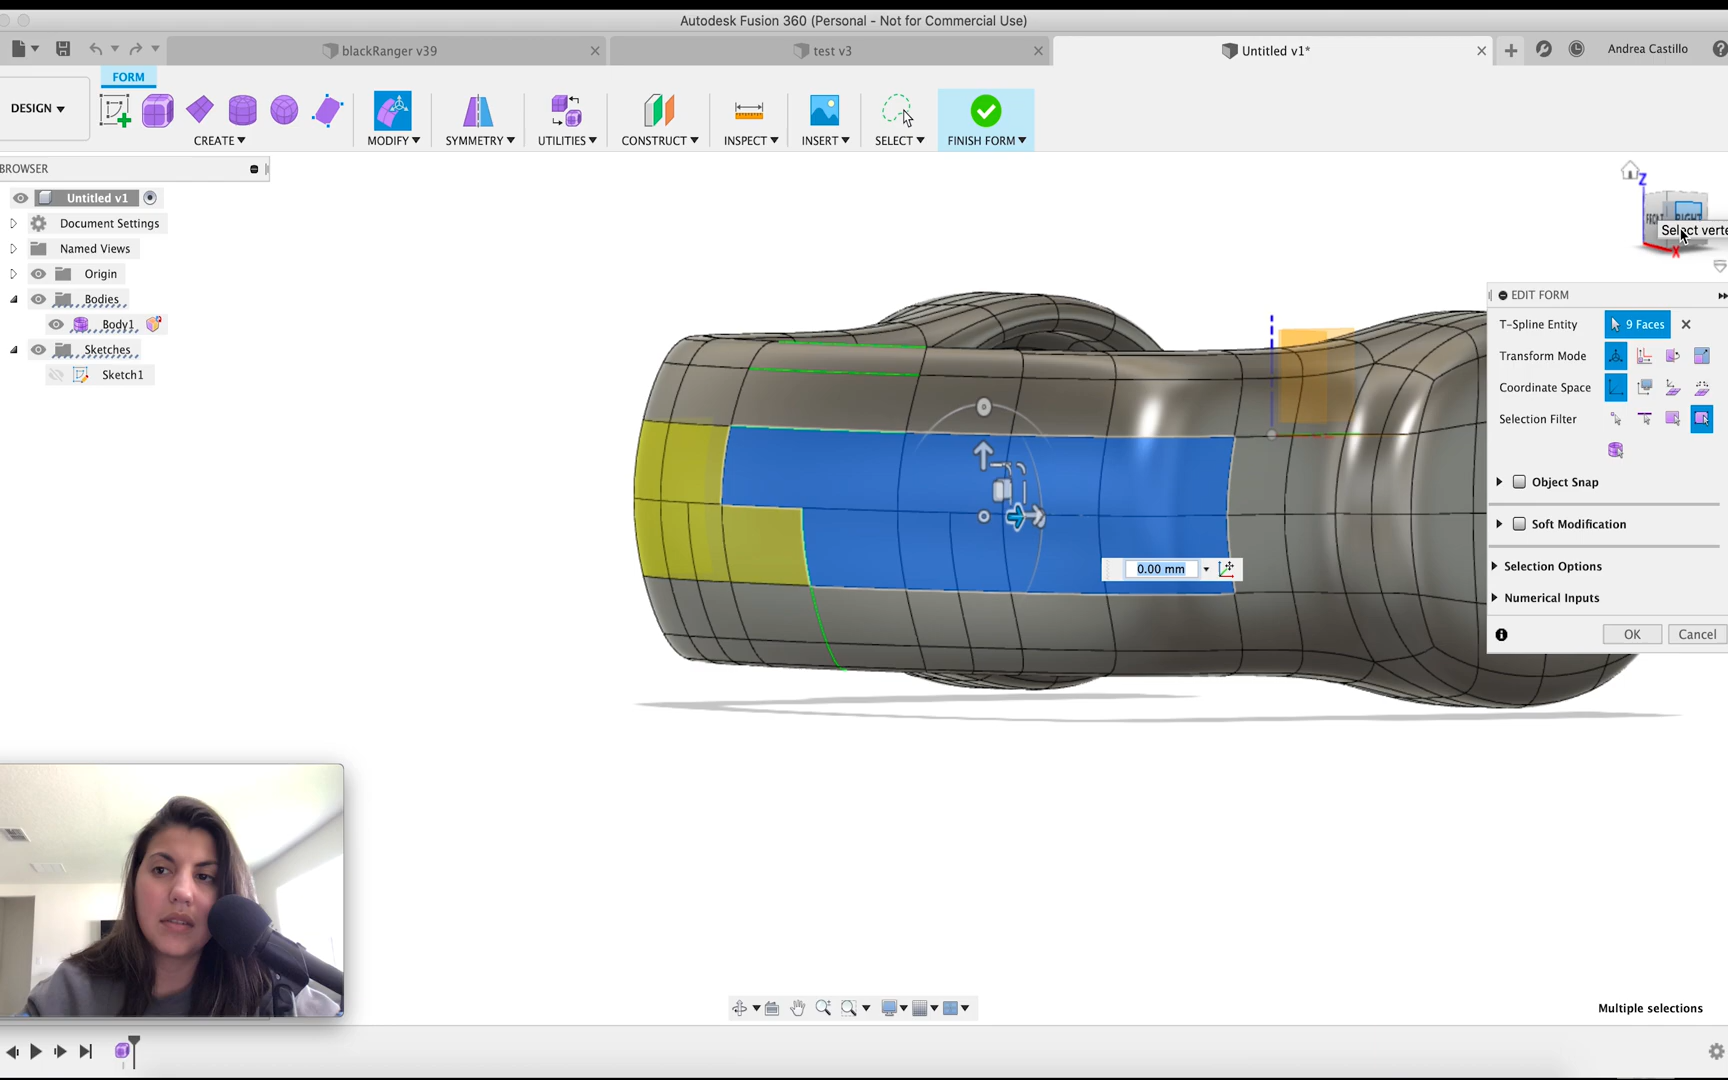 Autodesk Fusion 360 (Personal - Not for Commercial Use)
blackRanger v39
test v3
Untitled v1*
Andrea Castillo
FORM
DESIGN
CREATE
MODIFY
SYMMETRY
UTILITIES
CONSTRUCT
INSPECT
INSERT
SELECT
FINISH FORM
BROWSER
Untitled v1
Document Settings
Named Views
Origin
Bodies
Body1
Sketches
Sketch1
Z
FRONT
RIGHT
Select verte
X
EDIT FORM
T-Spline Entity
9 Faces
Transform Mode
Coordinate Space
Selection Filter
Object Snap
Soft Modification
Selection Options
Numerical Inputs
OK
Cancel
0.00 mm
Multiple selections